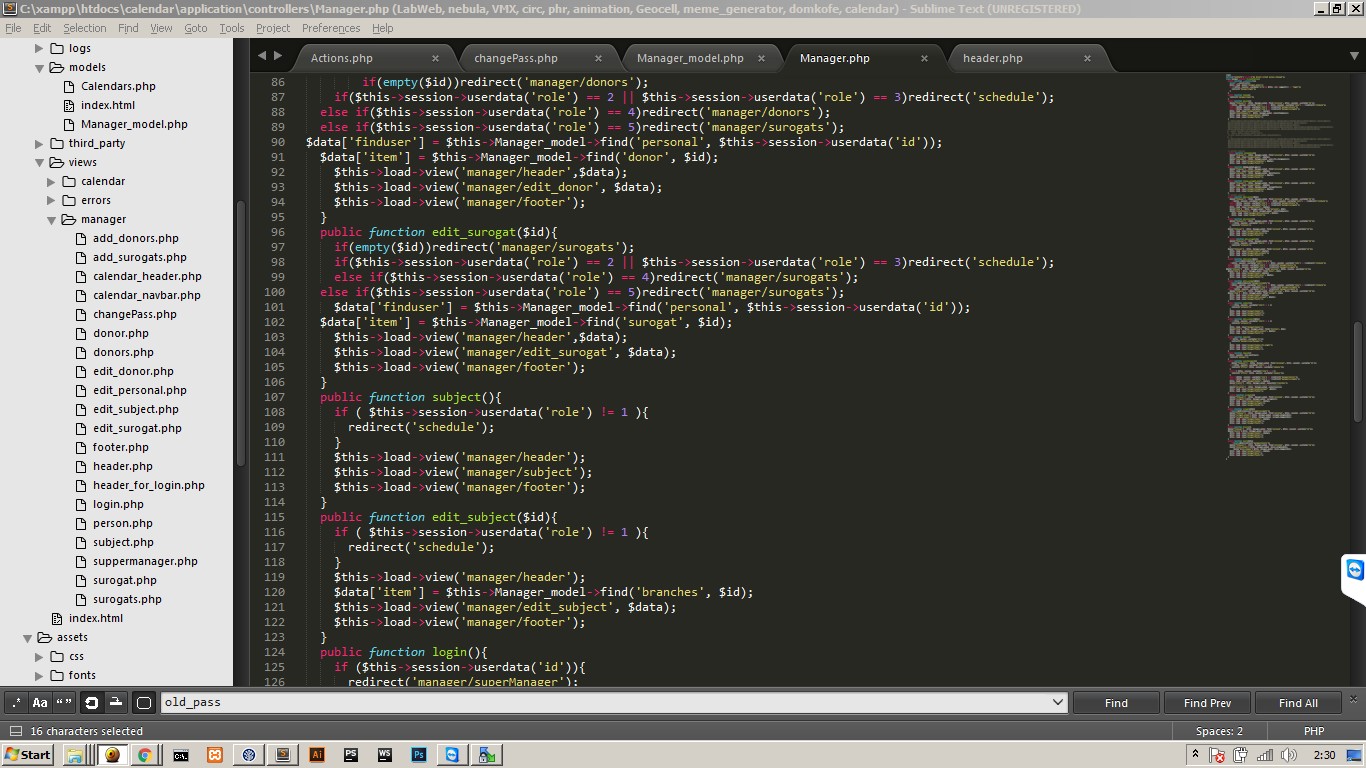 C:\xampp\htdocs\calendar\application\controllers\Manager.php (LabWeb, nebula, VMX, circ, phr, animation, Geocell, meme_generator, domkofe, calendar) - Sublime Text (UNREGISTERED)
File Edit Selection Find View Goto Tools Project Preferences Help
logs
models
Calendars.php
index.html
Manager_model.php
third_party
views
calendar
errors
manager
add_donors.php
add_surogats.php
calendar_header.php
calendar_navbar.php
changePass.php
donor.php
donors.php
edit_donor.php
edit_personal.php
edit_subject.php
edit_surogat.php
footer.php
header.php
header_for_login.php
login.php
person.php
subject.php
suppermanager.php
surogat.php
surogats.php
index.html
assets
css
fonts
Actions.php changePass.php Manager_model.php Manager.php header.php
86 if(empty($id))redirect('manager/donors');
87 if($this->session->userdata('role') == 2 || $this->session->userdata('role') == 3)redirect('schedule');
88 else if($this->session->userdata('role') == 4)redirect('manager/donors');
89 else if($this->session->userdata('role') == 5)redirect('manager/surogats');
90 $data['finduser'] = $this->Manager_model->find('personal', $this->session->userdata('id'));
91 $data['item'] = $this->Manager_model->find('donor', $id);
92 $this->load->view('manager/header',$data);
93 $this->load->view('manager/edit_donor', $data);
94 $this->load->view('manager/footer');
95 }
96 public function edit_surogat($id){
97 if(empty($id))redirect('manager/surogats');
98 if($this->session->userdata('role') == 2 || $this->session->userdata('role') == 3)redirect('schedule');
99 else if($this->session->userdata('role') == 4)redirect('manager/surogats');
100 else if($this->session->userdata('role') == 5)redirect('manager/surogats');
101 $data['finduser'] = $this->Manager_model->find('personal', $this->session->userdata('id'));
102 $data['item'] = $this->Manager_model->find('surogat', $id);
103 $this->load->view('manager/header',$data);
104 $this->load->view('manager/edit_surogat', $data);
105 $this->load->view('manager/footer');
106 }
107 public function subject(){
108 if ( $this->session->userdata('role') != 1 ){
109 redirect('schedule');
110 }
111 $this->load->view('manager/header');
112 $this->load->view('manager/subject');
113 $this->load->view('manager/footer');
114 }
115 public function edit_subject($id){
116 if ( $this->session->userdata('role') != 1 ){
117 redirect('schedule');
118 }
119 $this->load->view('manager/header');
120 $data['item'] = $this->Manager_model->find('branches', $id);
121 $this->load->view('manager/edit_subject', $data);
122 $this->load->view('manager/footer');
123 }
124 public function login(){
125 if ($this->session->userdata('id')){
126 redirect('manager/superManager');
.* Aa “ ” old_pass Find Find Prev Find All
16 characters selected Spaces: 2 PHP
Start Ai PS WS Ps 2:30